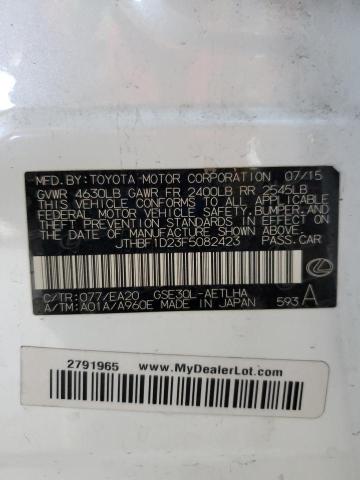 MFD. BY: TOYOTA MOTOR CORPORATION 07/15
GVWR 4630LB GAWR FR 2400LB RR 2545LB
THIS VEHICLE CONFORMS TO ALL APPLICABLE
FEDERAL MOTOR VEHICLE SAFETY, BUMPER, AND
THEFT PREVENTION STANDARDS IN EFFECT ON
THE DATE OF MANUFACTURE SHOWN ABOVE.
JTHBF1D23F5082423 PASS.CAR
C/TR: 077/EA20 GSE30L-AETLHA
A/TM: A01A/A960E MADE IN JAPAN 593 A
2791965
www.MyDealerLot.com